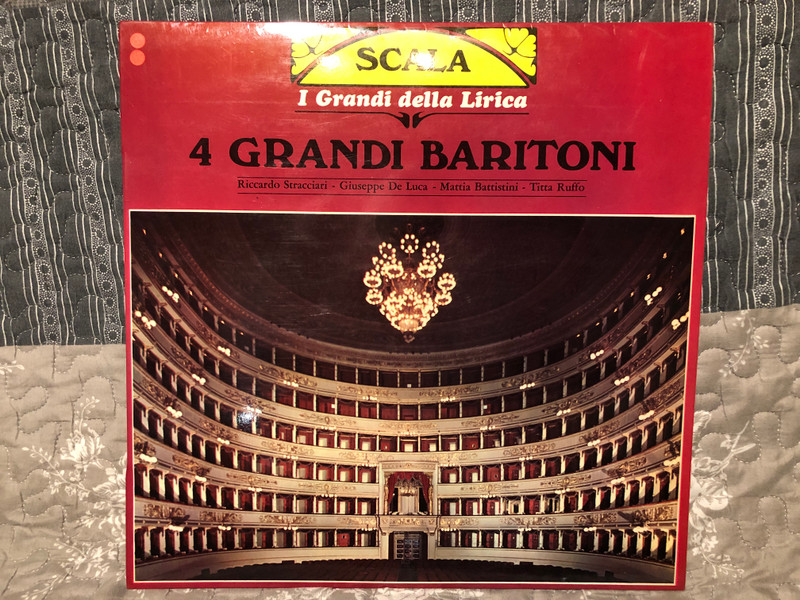 SCALA
I Grandi della Lirica
4 GRANDI BARITONI
Riccardo Stracciari - Giuseppe De Luca - Mattia Battistini - Titta Ruffo